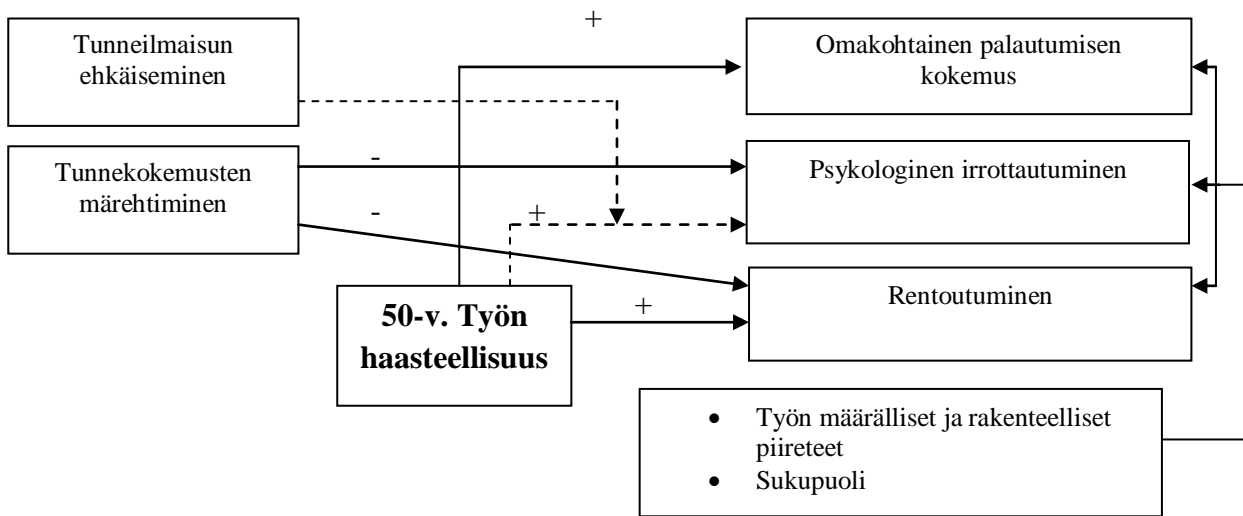 Tunneilmaisun
ehkäiseminen
+
Omakohtainen palautumisen
kokemus
Tunnekokemusten
märehtiminen
-
-
+
Psykologinen irrottautuminen
50-v. Työn
haasteellisuus
+
Rentoutuminen
• Työn määrälliset ja rakenteelliset
piireteet
• Sukupuoli